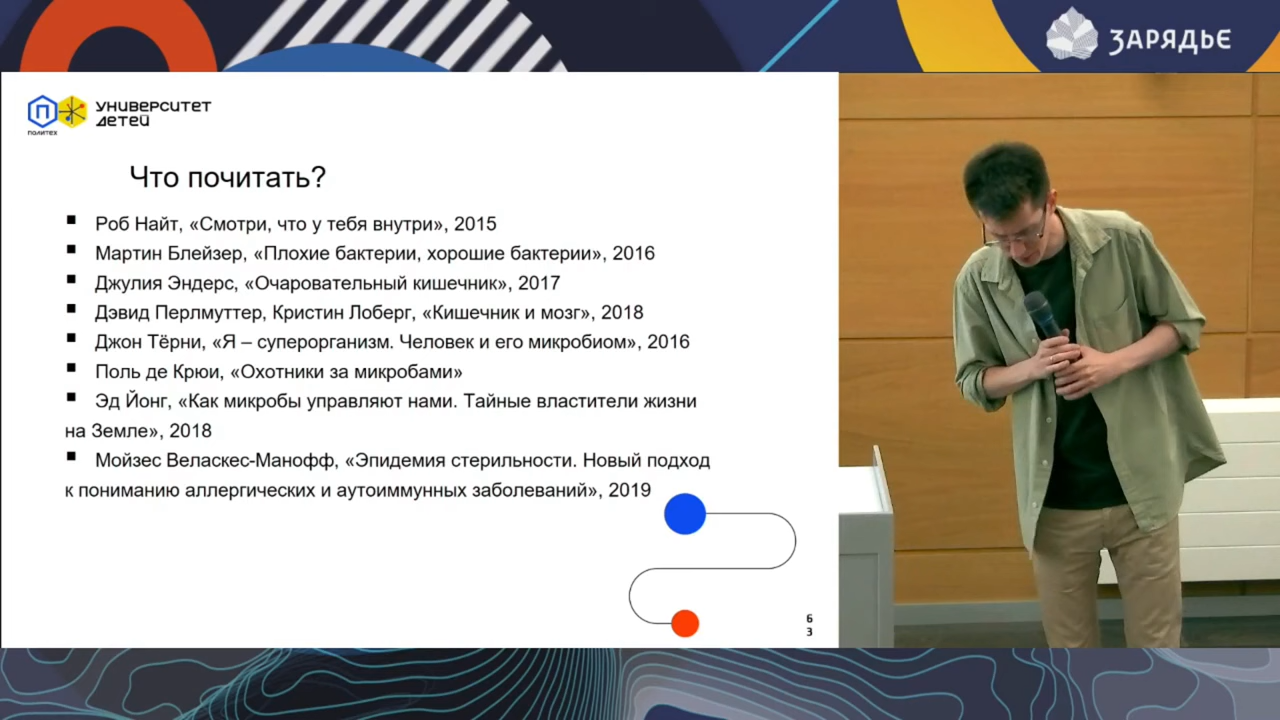 ЗАРЯДЬЕ
ПОЛИТЕХ
УНИВЕРСИТЕТ
ДЕТЕЙ
Что почитать?
▪ Роб Найт, «Смотри, что у тебя внутри», 2015
▪ Мартин Блейзер, «Плохие бактерии, хорошие бактерии», 2016
▪ Джулия Эндерс, «Очаровательный кишечник», 2017
▪ Дэвид Перлмуттер, Кристин Лоберг, «Кишечник и мозг», 2018
▪ Джон Тёрни, «Я – суперорганизм. Человек и его микробиом», 2016
▪ Поль де Крюи, «Охотники за микробами»
▪ Эд Йонг, «Как микробы управляют нами. Тайные властители жизни
на Земле», 2018
▪ Мойзес Веласкес-Манофф, «Эпидемия стерильности. Новый подход
к пониманию аллергических и аутоиммунных заболеваний», 2019
6
3